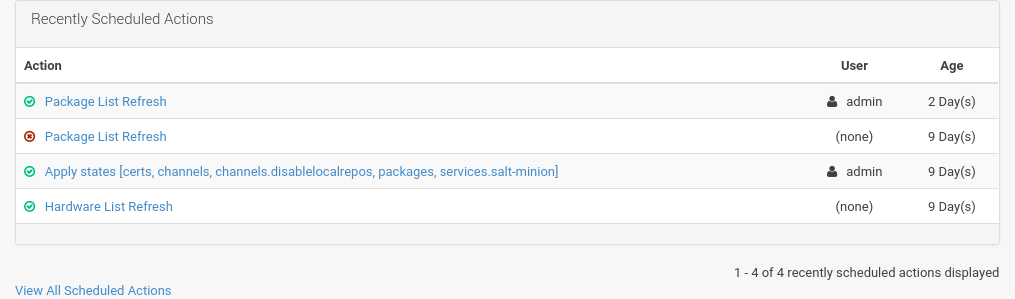 Recently Scheduled Actions
Action User Age
Package List Refresh admin 2 Day(s)
Package List Refresh (none) 9 Day(s)
Apply states [certs, channels, channels.disablelocalrepos, packages, services.salt-minion] admin 9 Day(s)
Hardware List Refresh (none) 9 Day(s)
1 - 4 of 4 recently scheduled actions displayed
View All Scheduled Actions